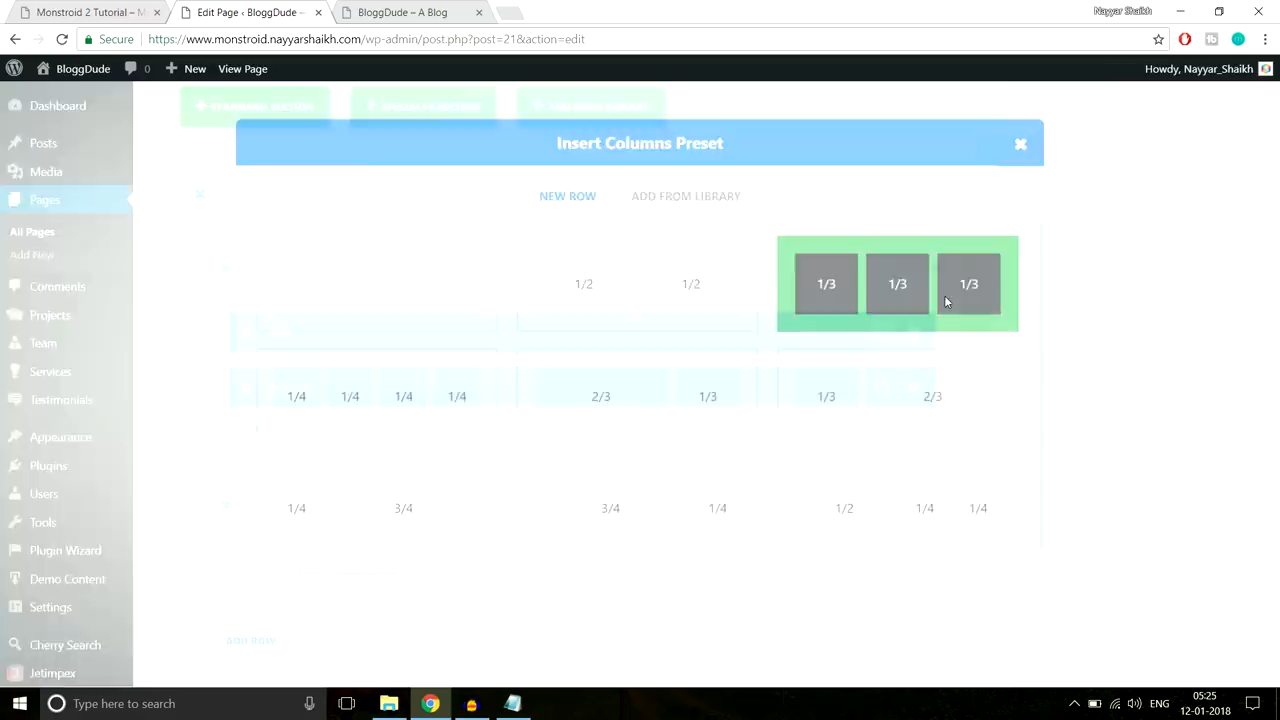 Monstroid 2 Tutorial – M
Edit Page ‹ BloggDude —
BloggDude – A Blog
Nayyar Shaikh
Secure
https://www.monstroid.nayyarshaikh.com/wp-admin/post.php?post=21&action=edit
BloggDude
0
New
View Page
Howdy, Nayyar_Shaikh
Dashboard
Posts
Media
Pages
All Pages
Add New
Comments
Projects
Team
Services
Testimonials
Appearance
Plugins
Users
Tools
Plugin Wizard
Demo Content
Settings
Cherry Search
Jetimpex
Insert Columns Preset
NEW ROW
ADD FROM LIBRARY
1/2 1/2 1/3 1/3 1/3
1/4 1/4 1/4 1/4 2/3 1/3 1/3 2/3
1/4 3/4 3/4 1/4 1/2 1/4 1/4
ADD ROW
Type here to search
ENG
05:25
12-01-2018